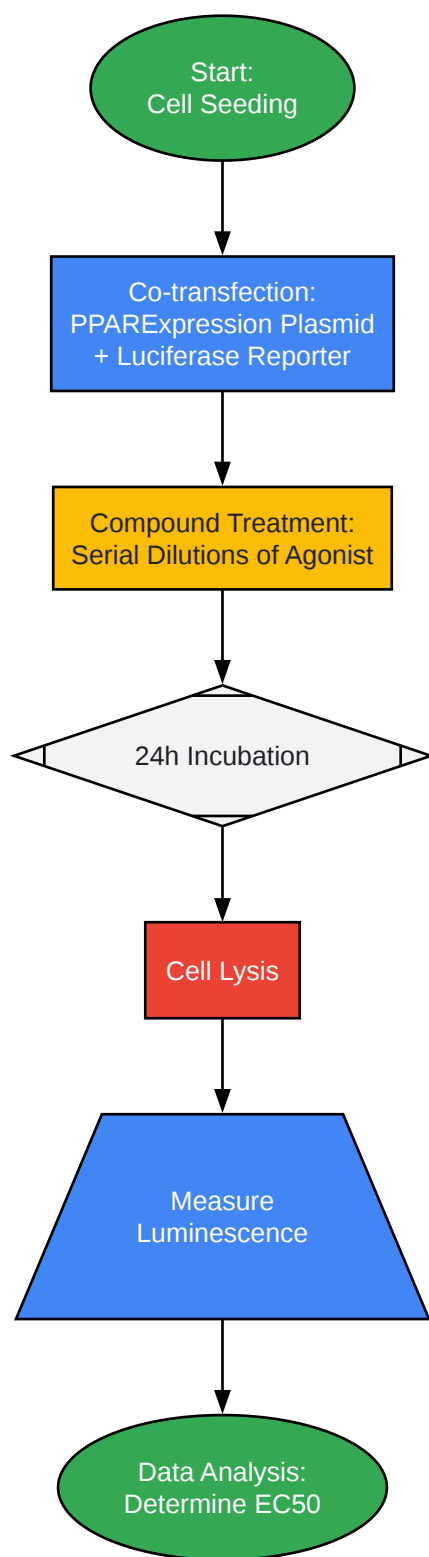 Start:
Cell Seeding
Co-transfection:
PPARExpression Plasmid
+ Luciferase Reporter
Compound Treatment:
Serial Dilutions of Agonist
24h Incubation
Cell Lysis
Measure
Luminescence
Data Analysis:
Determine EC50